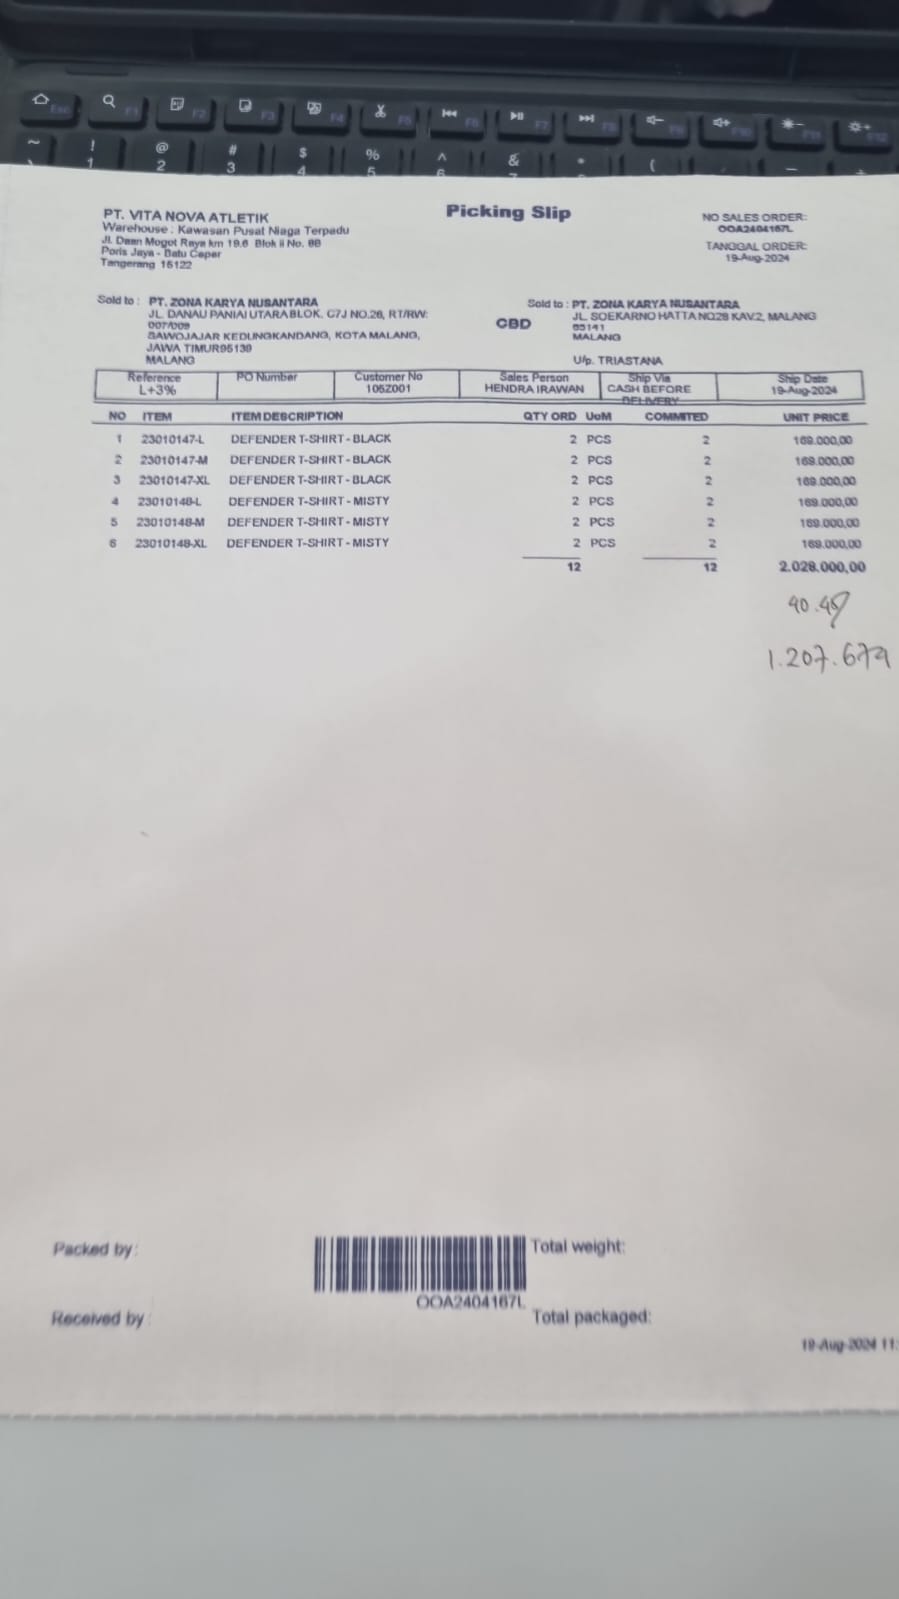 Esc F1 F2 F3 F4 F5 F6 F7 F8 F9 F10 F11 F12
~ ! @ # $ % ^ & * ( _ +
1 2 3 4 5 6
PT. VITA NOVA ATLETIK
Warehouse : Kawasan Pusat Niaga Terpadu
Jl. Daan Mogot Raya km 19.6 Blok ii No. 8B
Poris Jaya - Batu Ceper
Tangerang 15122
Picking Slip
NO SALES ORDER:
OOA2404167L
TANGGAL ORDER:
19-Aug-2024
Sold to : PT. ZONA KARYA NUSANTARA
JL. DANAU PANIAI UTARA BLOK. C7J NO.26, RT/RW:
007/009
SAWOJAJAR KEDUNGKANDANG, KOTA MALANG,
JAWA TIMUR65139
MALANG
CBD
Sold to : PT. ZONA KARYA NUSANTARA
JL. SOEKARNO HATTA NO28 KAV.2, MALANG
65141
MALANG
U/p. TRIASTANA
Reference PO Number Customer No Sales Person Ship Via Ship Date
L+3% 105Z001 HENDRA IRAWAN CASH BEFORE DELIVERY 19-Aug-2024
NO ITEM ITEM DESCRIPTION QTY ORD UoM COMMITED UNIT PRICE
1 23010147-L DEFENDER T-SHIRT - BLACK 2 PCS 2 169.000,00
2 23010147-M DEFENDER T-SHIRT - BLACK 2 PCS 2 169.000,00
3 23010147-XL DEFENDER T-SHIRT - BLACK 2 PCS 2 169.000,00
4 23010148-L DEFENDER T-SHIRT - MISTY 2 PCS 2 169.000,00
5 23010148-M DEFENDER T-SHIRT - MISTY 2 PCS 2 169.000,00
6 23010148-XL DEFENDER T-SHIRT - MISTY 2 PCS 2 169.000,00
12 12 2.028.000,00
40.45
1.207.674
Packed by :
Total weight:
OOA2404167L
Received by :
Total packaged:
19-Aug-2024 11: